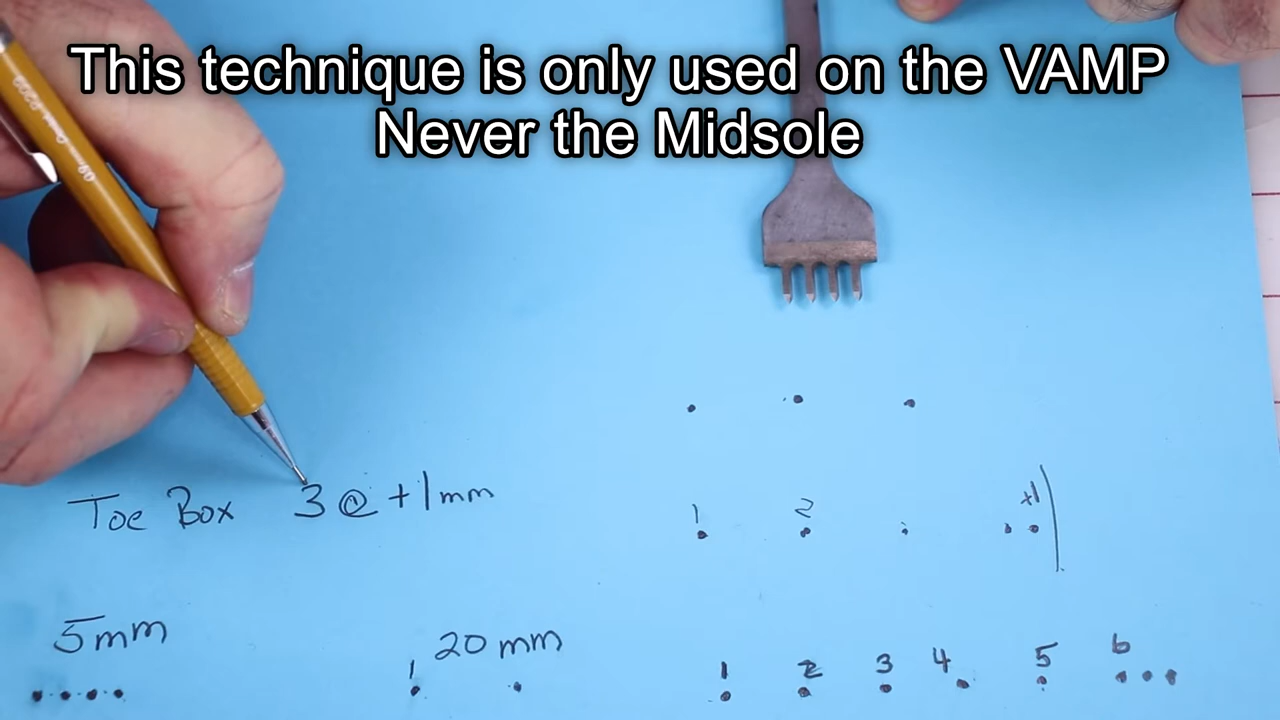 This technique is only used on the VAMP
Never the Midsole
Toe Box 3 @ +1mm
1 2 +1
5mm 20 mm
1 1 2 3 4 5 6